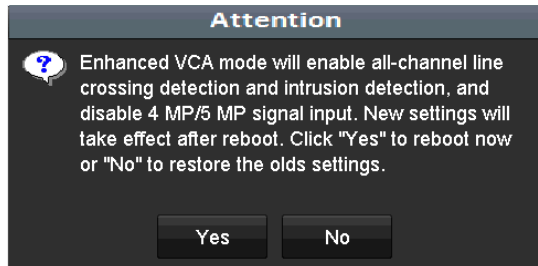 Attention
Enhanced VCA mode will enable all-channel line
crossing detection and intrusion detection, and
disable 4 MP/5 MP signal input. New settings will
take effect after reboot. Click "Yes" to reboot now
or "No" to restore the olds settings.
Yes
No